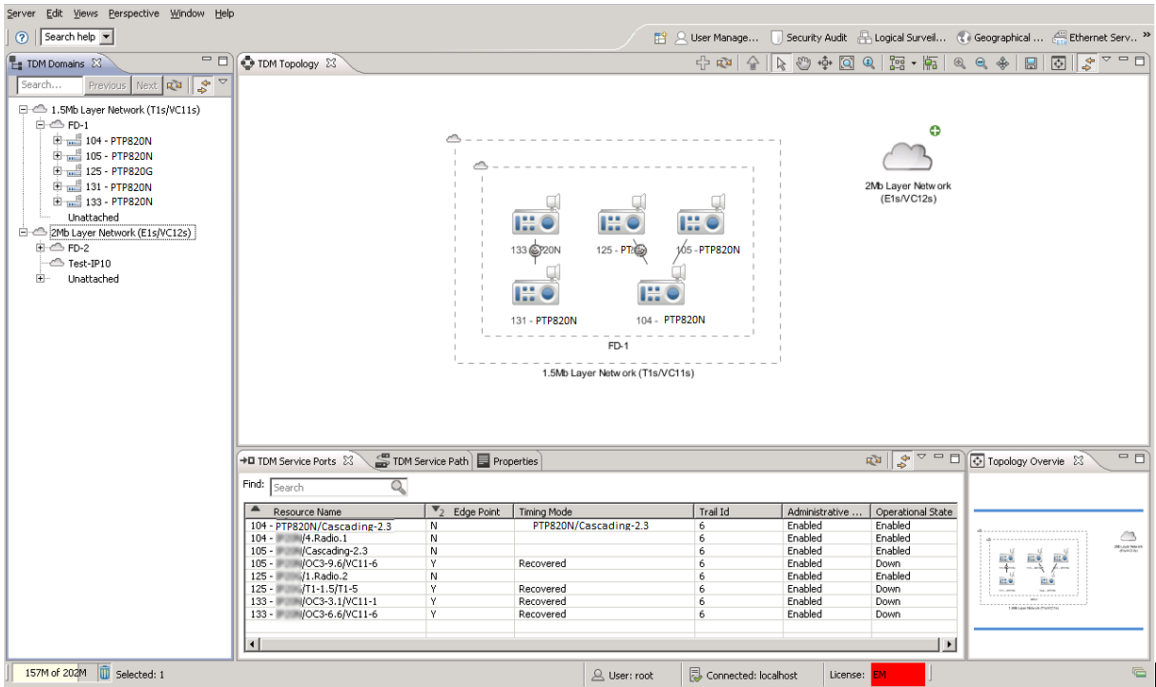 Server Edit Views Perspective Window Help
Search help
User Manage... Security Audit Logical Surveil... Geographical ... Ethernet Serv.. »
TDM Domains
Search... Previous Next
1.5Mb Layer Network (T1s/VC11s)
FD-1
104 - PTP820N
105 - PTP820N
125 - PTP820G
131 - PTP820N
133 - PTP820N
Unattached
2Mb Layer Network (E1s/VC12s)
FD-2
Test-IP10
Unattached
TDM Topology
133 20N
125 - PT
105 - PTP820N
131 - PTP820N
104 - PTP820N
FD-1
1.5Mb Layer Network (T1s/VC11s)
2Mb Layer Network
(E1s/VC12s)
TDM Service Ports TDM Service Path Properties
Find: Search
Resource Name 2 Edge Point Timing Mode Trail Id Administrative ... Operational State
104 - PTP820N/Cascading-2.3 N PTP820N/Cascading-2.3 6 Enabled Enabled
104 - /4.Radio.1 N 6 Enabled Enabled
105 - /Cascading-2.3 N 6 Enabled Enabled
105 - /OC3-9.6/VC11-6 Y Recovered 6 Enabled Down
125 - /1.Radio.2 N 6 Enabled Enabled
125 - /T1-1.5/T1-5 Y Recovered 6 Enabled Down
133 - /OC3-3.1/VC11-1 Y Recovered 6 Enabled Down
133 - /OC3-6.6/VC11-6 Y Recovered 6 Enabled Down
Topology Overvie
157M of 202M Selected: 1 User: root Connected: localhost License: EM